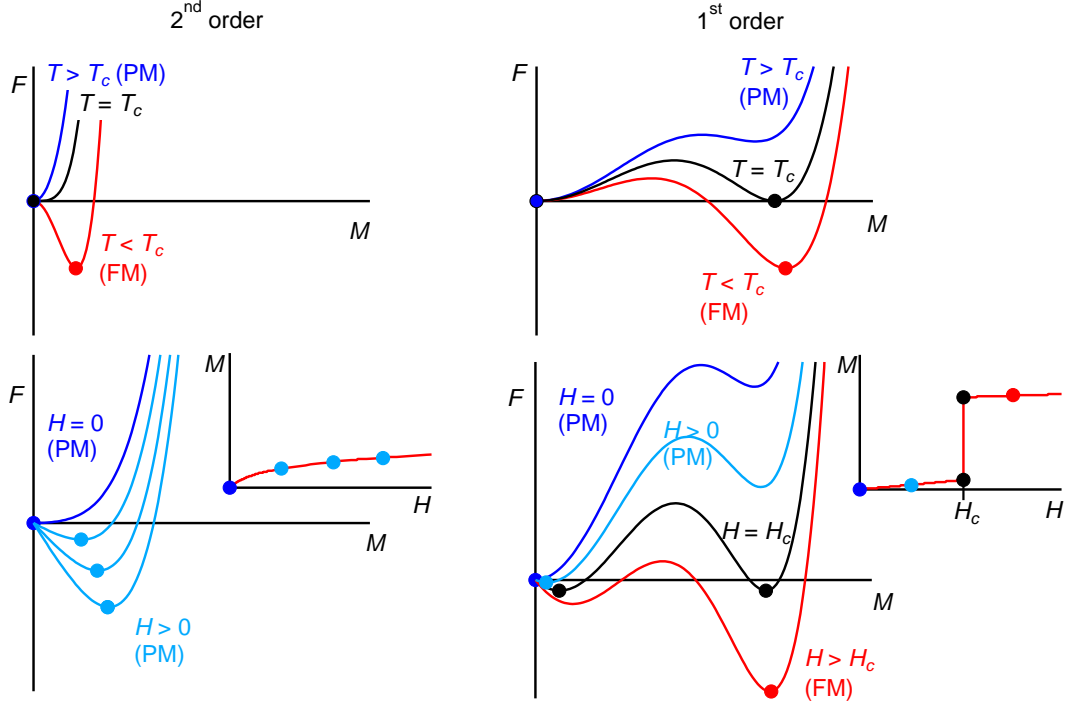 2nd order
F
T > Tc (PM)
T = Tc
M
T < Tc
(FM)
1st order
F
T > Tc
(PM)
T = Tc
M
T < Tc
(FM)
F
H = 0
(PM)
M
H
M
H > 0
(PM)
F
H = 0
(PM)
H > 0
(PM)
H = Hc
M
H > Hc
(FM)
M
Hc
H